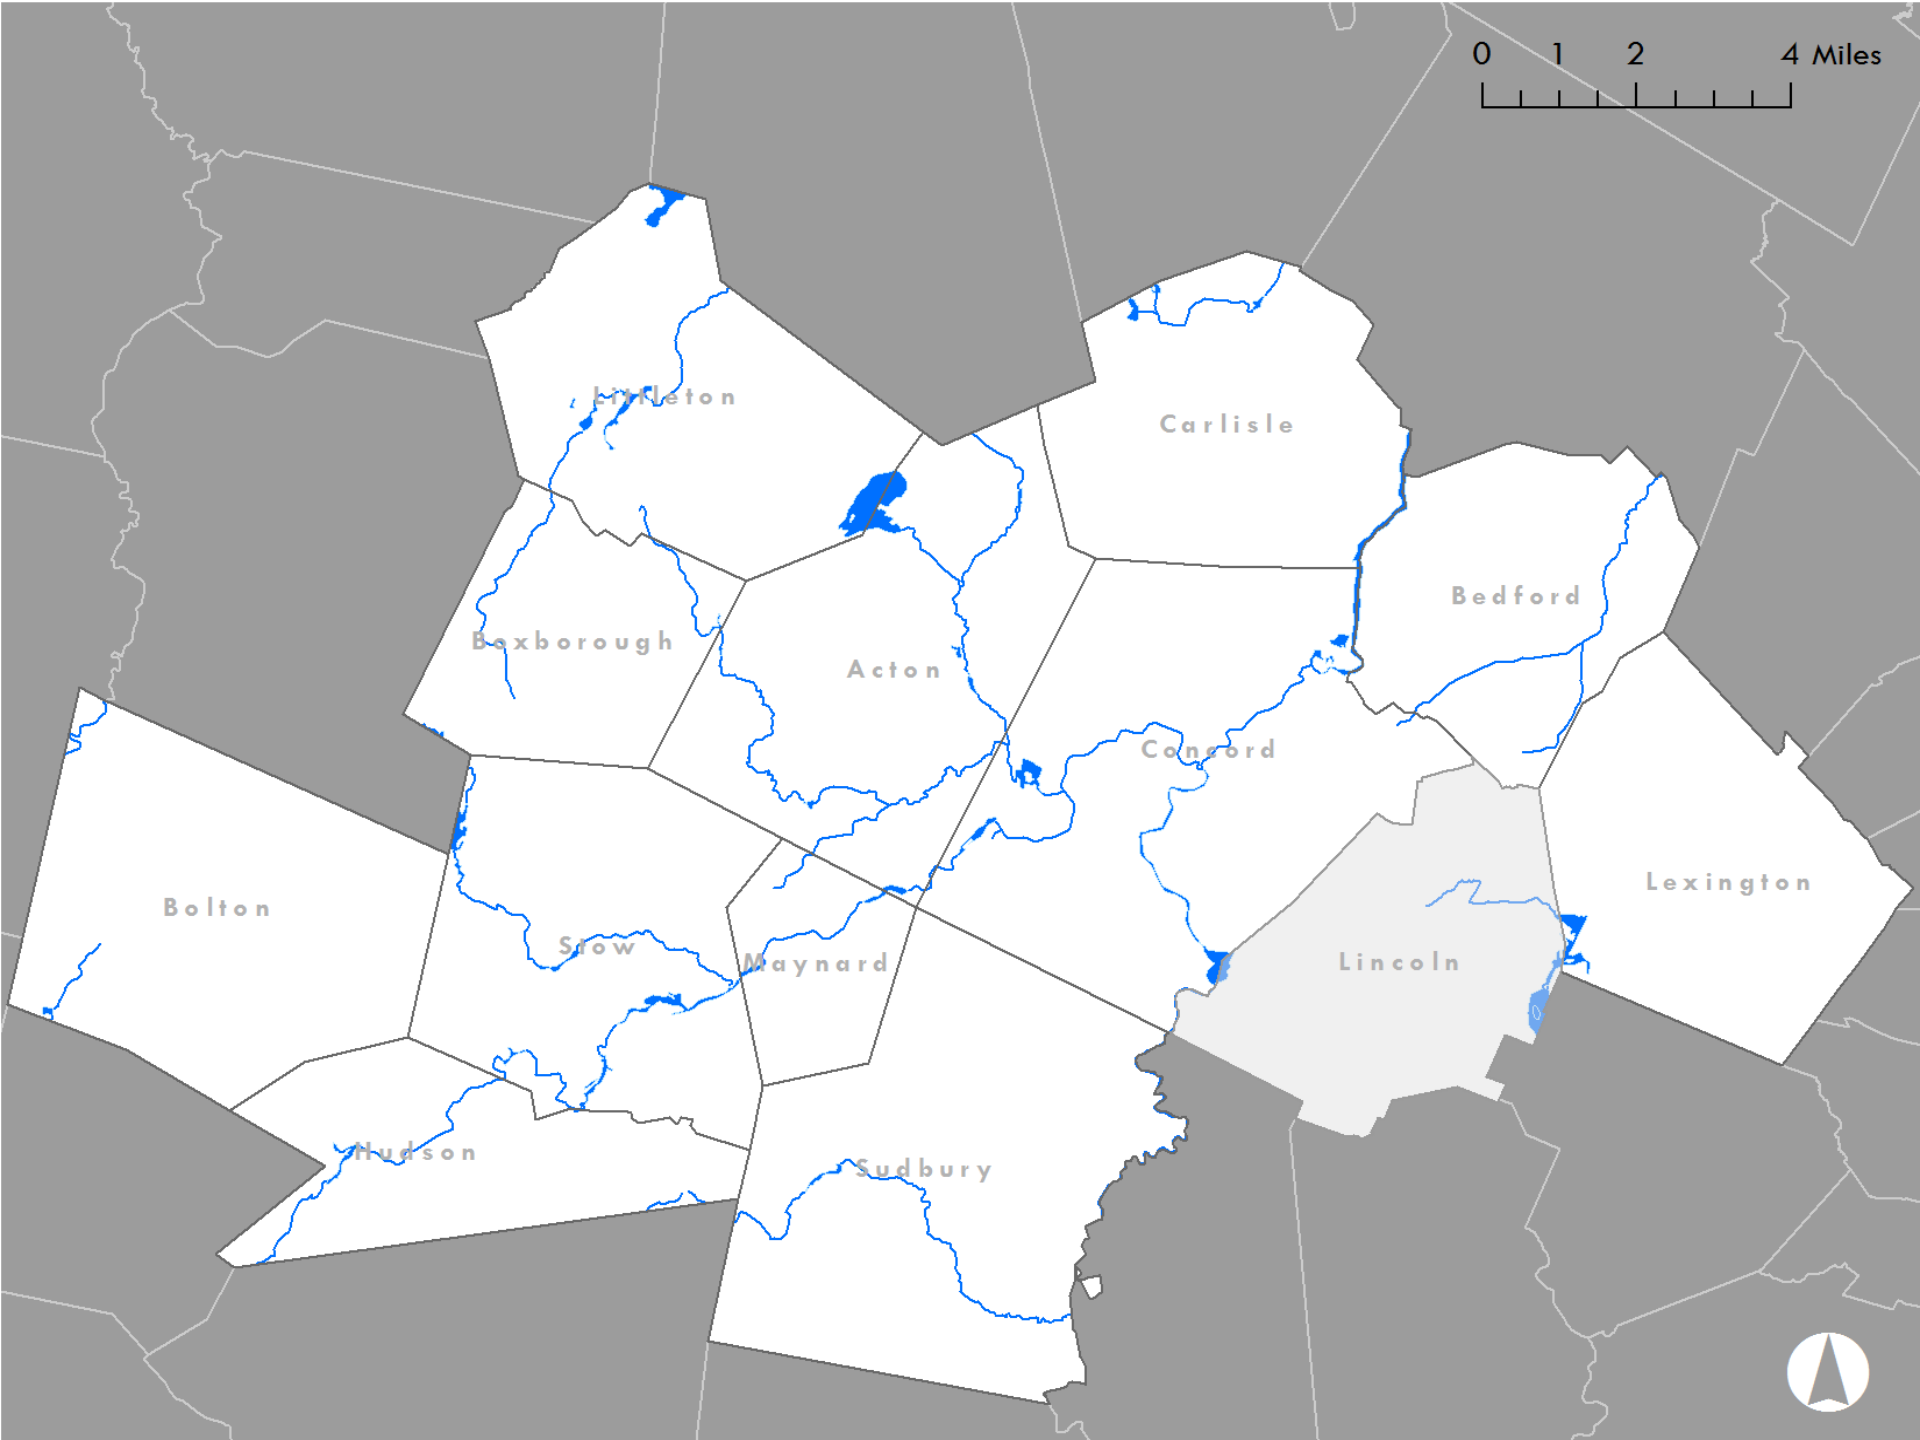 0 1 2 4 Miles
Littleton
Carlisle
Bedford
Boxborough
Acton
Concord
Lexington
Bolton
Stow
Maynard
Lincoln
Hudson
Sudbury